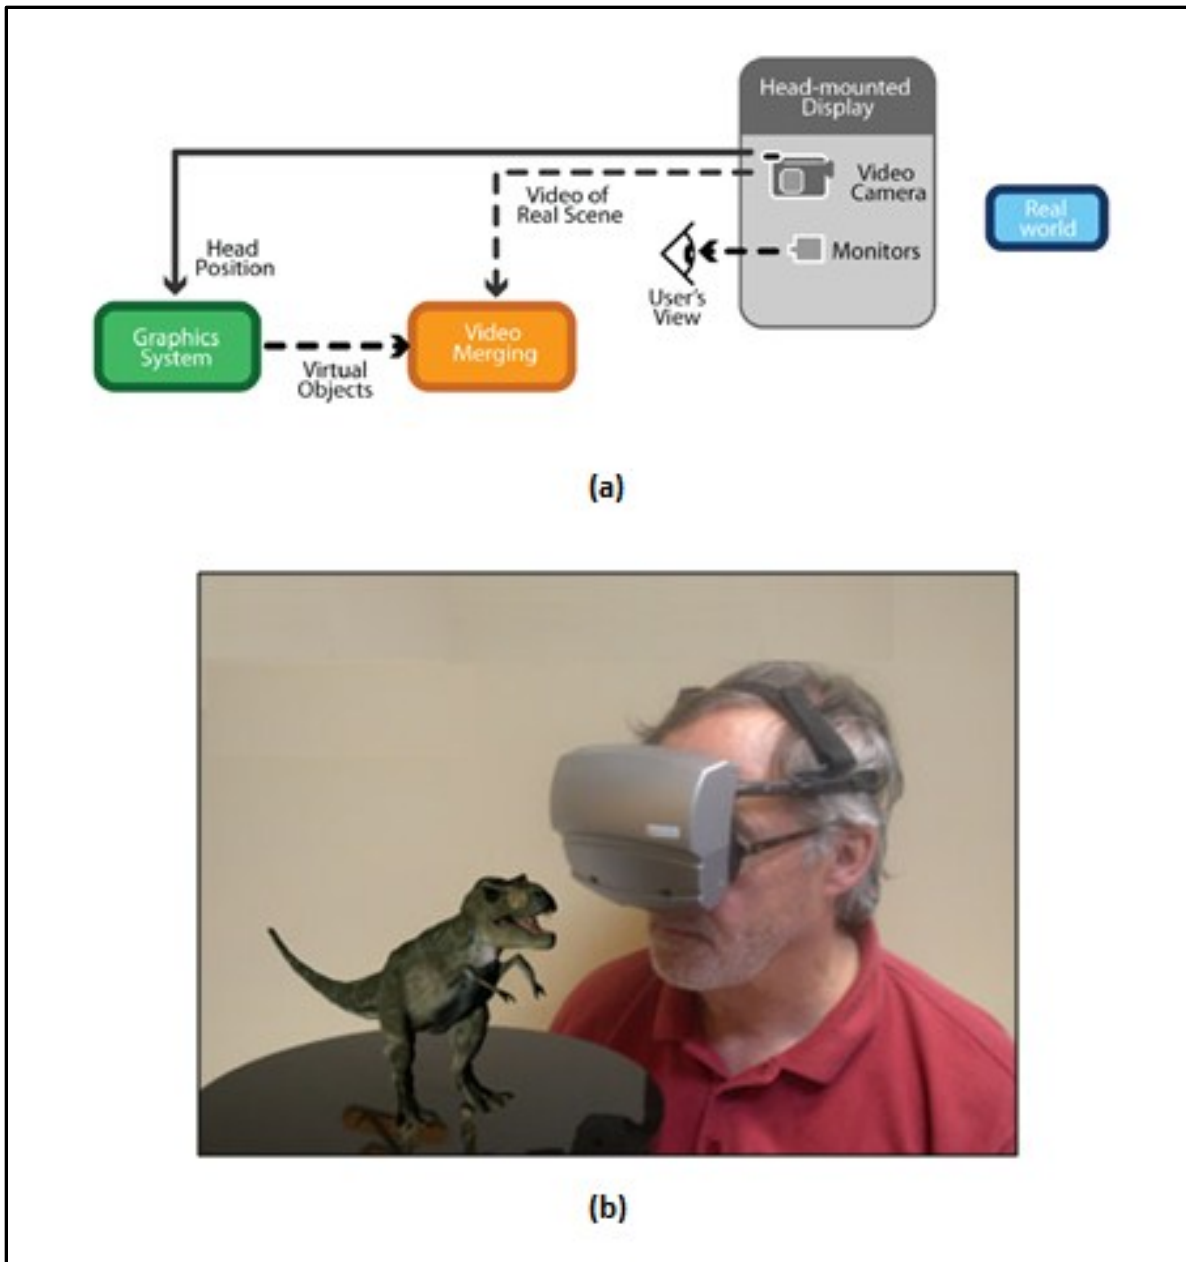 Head-mounted
Display
Video
Camera
Real
world
Video of
Real Scene
Monitors
Head
Position
User's
View
Graphics
System
Video
Merging
Virtual
Objects
(a)
(b)